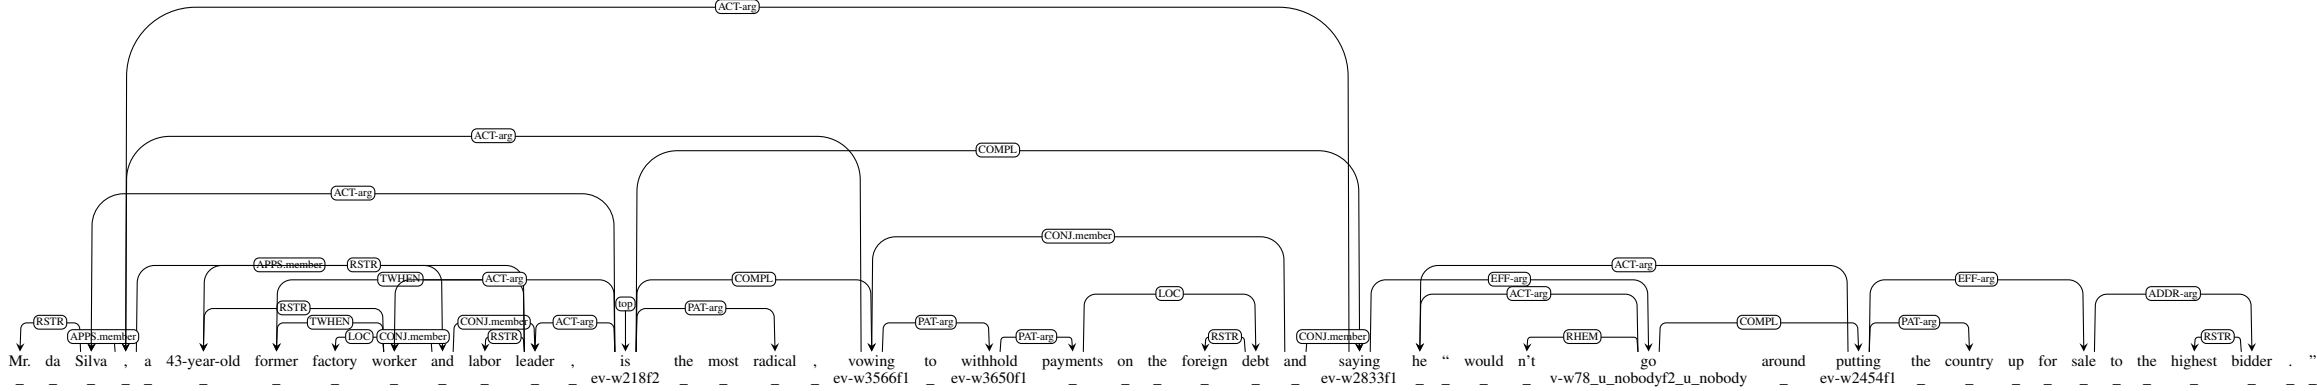 ACT-arg
ACT-arg
COMPL
ACT-arg
CONJ.member
APPS.member RSTR ACT-arg
TWHEN ACT-arg COMPL EFF-arg EFF-arg
LOC ACT-arg ADDR-arg
RSTR top PAT-arg
RSTR TWHEN CONJ.member ACT-arg PAT-arg COMPL PAT-arg
APPS.member LOC CONJ.member RSTR PAT-arg RSTR CONJ.member RHEM RSTR
Mr. da Silva , a 43-year-old former factory worker and labor leader , is the most radical , vowing to withhold payments on the foreign debt and saying he “ would n’t go around putting the country up for sale to the highest bidder . ”
_ _ _ _ _ _ _ _ _ _ _ _ _ ev-w218f2 _ _ _ _ ev-w3566f1 _ ev-w3650f1 _ _ _ _ _ _ ev-w2833f1 _ _ _ _ v-w78_u_nobodyf2_u_nobody _ ev-w2454f1 _ _ _ _ _ _ _ _ _ _ _